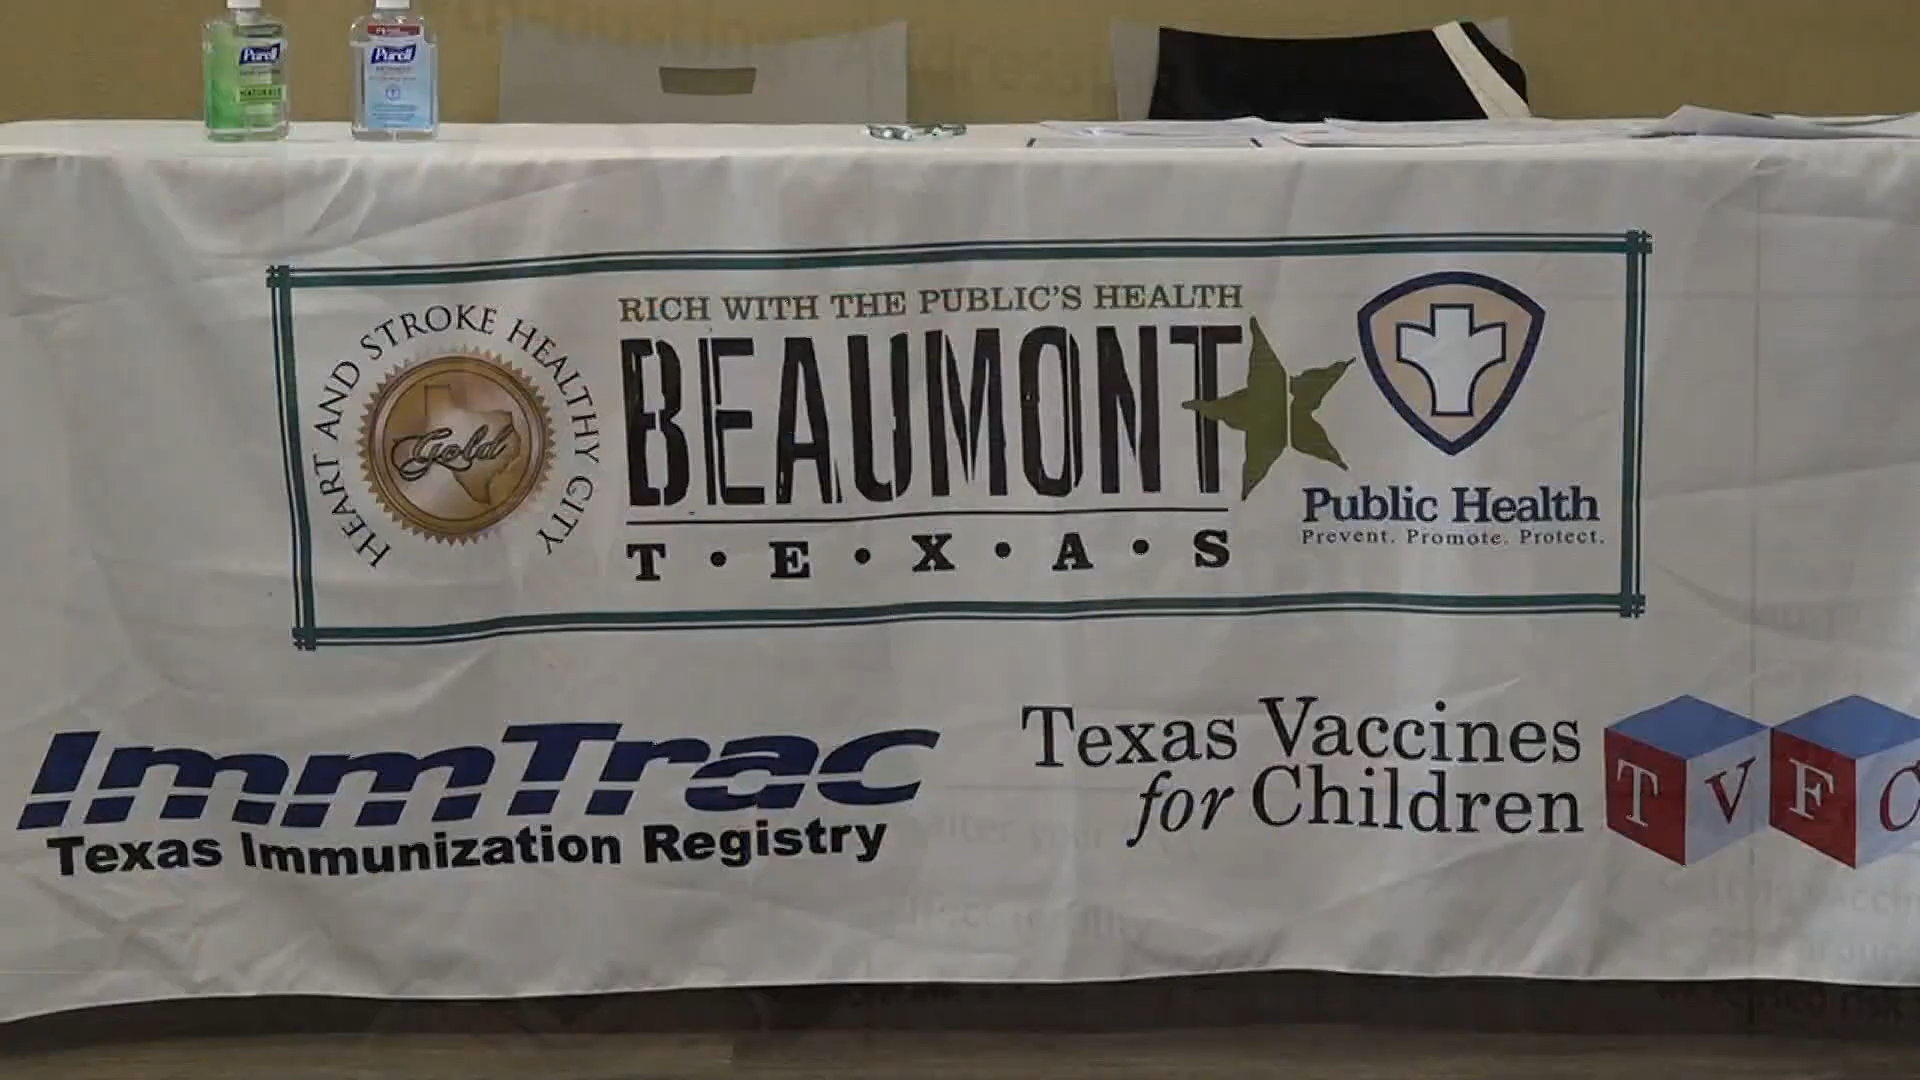 Purell
NATURALS
Purell
RICH WITH THE PUBLIC'S HEALTH
HEART AND STROKE HEALTHY CITY
Gold
BEAUMONT
T • E • X • A • S
Public Health
Prevent. Promote. Protect.
ImmTrac
Texas Immunization Registry
Texas Vaccines
for Children
T V F C